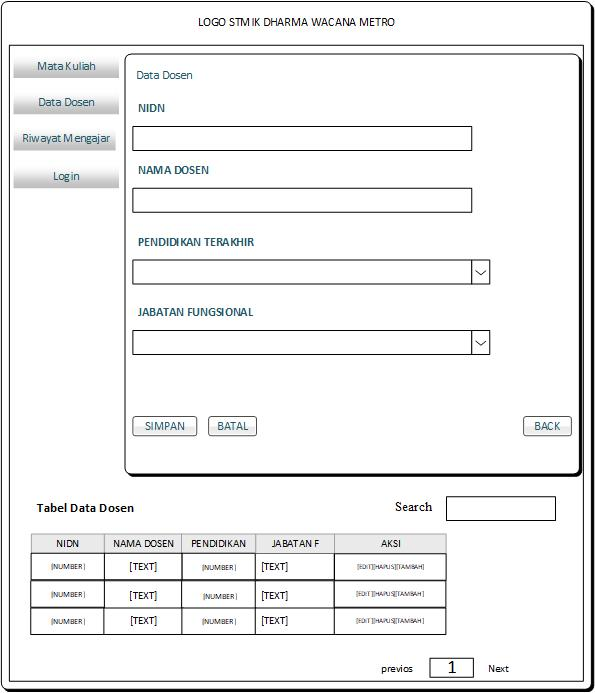 LOGO STMIK DHARMA WACANA METRO
Mata Kuliah
Data Dosen
Riwayat Mengajar
Login
Data Dosen
NIDN
NAMA DOSEN
PENDIDIKAN TERAKHIR
JABATAN FUNGSIONAL
SIMPAN BATAL BACK
Tabel Data Dosen Search
NIDN NAMA DOSEN PENDIDIKAN JABATAN F AKSI
[NUMBER] [TEXT] [NUMBER] [TEXT] [EDIT][HAPUS][TAMBAH]
[NUMBER] [TEXT] [NUMBER] [TEXT] [EDIT][HAPUS][TAMBAH]
[NUMBER] [TEXT] [NUMBER] [TEXT] [EDIT][HAPUS][TAMBAH]
previos 1 Next